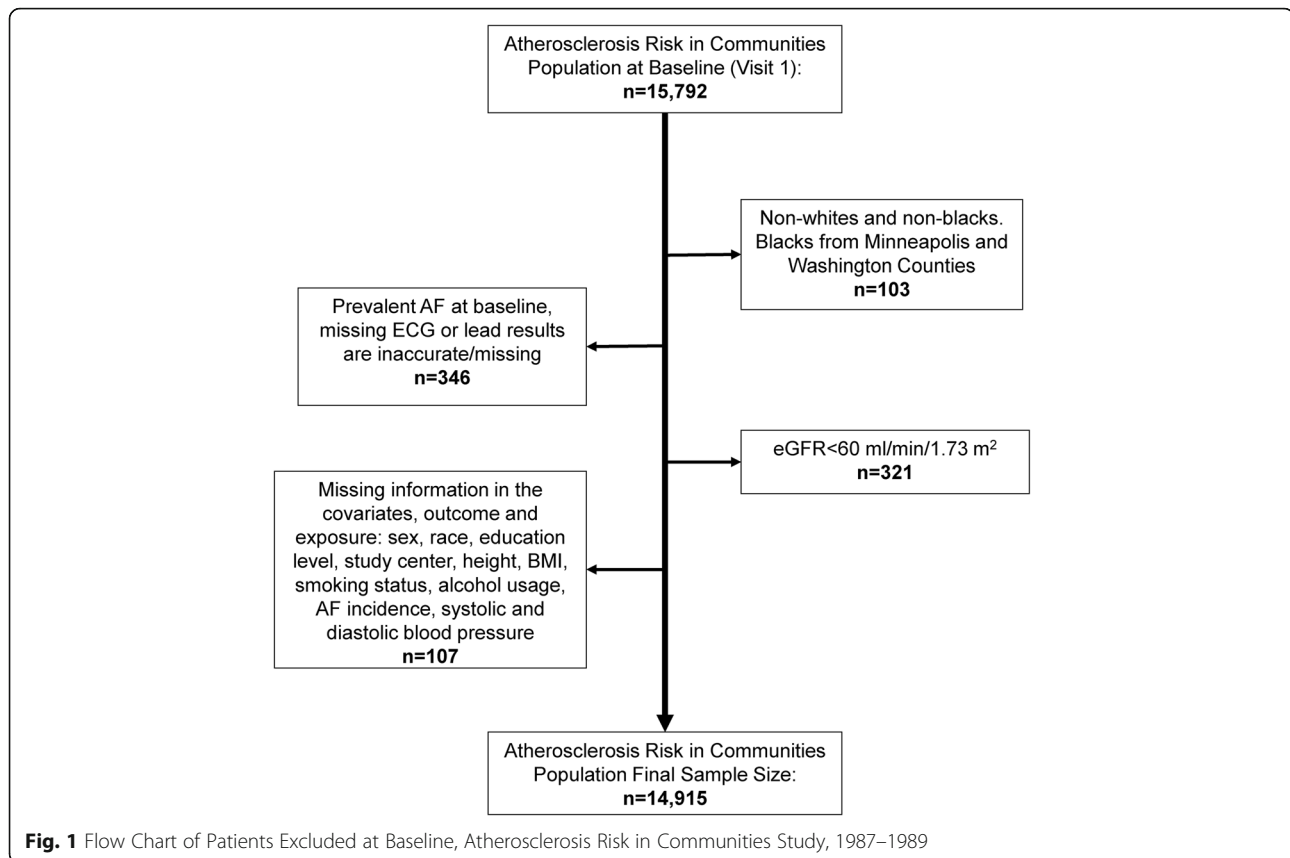 Atherosclerosis Risk in Communities
Population at Baseline (Visit 1):
n=15,792
Non-whites and non-blacks.
Blacks from Minneapolis and
Washington Counties
n=103
Prevalent AF at baseline,
missing ECG or lead results
are inaccurate/missing
n=346
eGFR<60 ml/min/1.73 m²
n=321
Missing information in the
covariates, outcome and
exposure: sex, race, education
level, study center, height, BMI,
smoking status, alcohol usage,
AF incidence, systolic and
diastolic blood pressure
n=107
Atherosclerosis Risk in Communities
Population Final Sample Size:
n=14,915
Fig. 1 Flow Chart of Patients Excluded at Baseline, Atherosclerosis Risk in Communities Study, 1987–1989